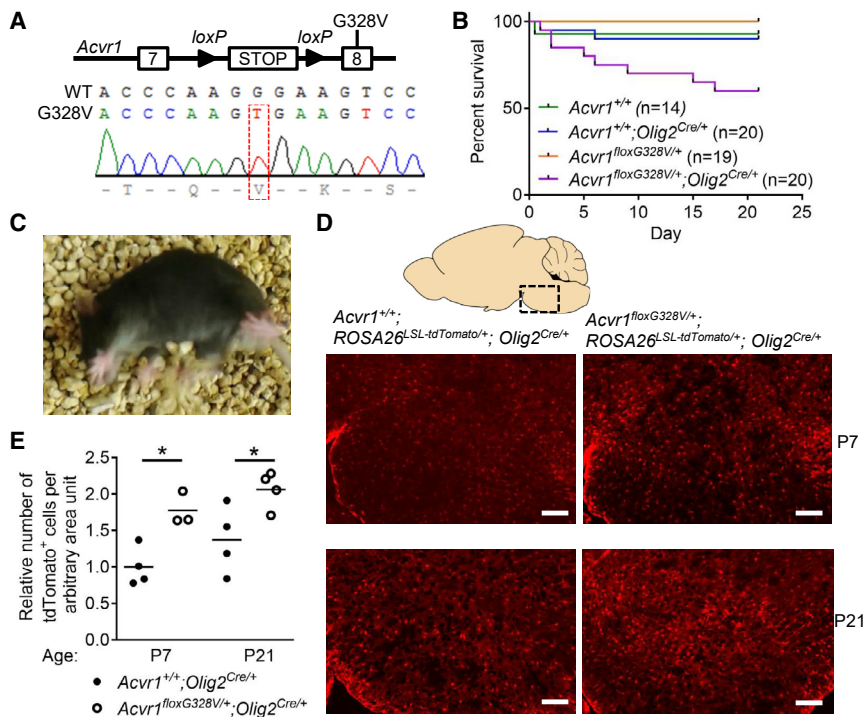 A
G328V
Acvr1
loxP
loxP
7
STOP
8
WT A C C C A A G G G A A G T C C
G328V A C C C A A G T G A A G T C C
- T - - Q - - V - - K - - S -
B
Percent survival
100
50
0
0 5 10 15 20 25
Day
Acvr1+/+ (n=14)
Acvr1+/+;Olig2Cre/+ (n=20)
Acvr1floxG328V/+ (n=19)
Acvr1floxG328V/+;Olig2Cre/+ (n=20)
C
D
Acvr1+/+;
ROSA26LSL-tdTomato/+; Olig2Cre/+
Acvr1floxG328V/+;
ROSA26LSL-tdTomato/+; Olig2Cre/+
P7
P21
E
Relative number of
tdTomato+ cells per
arbitrary area unit
2.5
2.0
1.5
1.0
0.5
0.0
*
*
Age: P7 P21
Acvr1+/+;Olig2Cre/+
Acvr1floxG328V/+;Olig2Cre/+